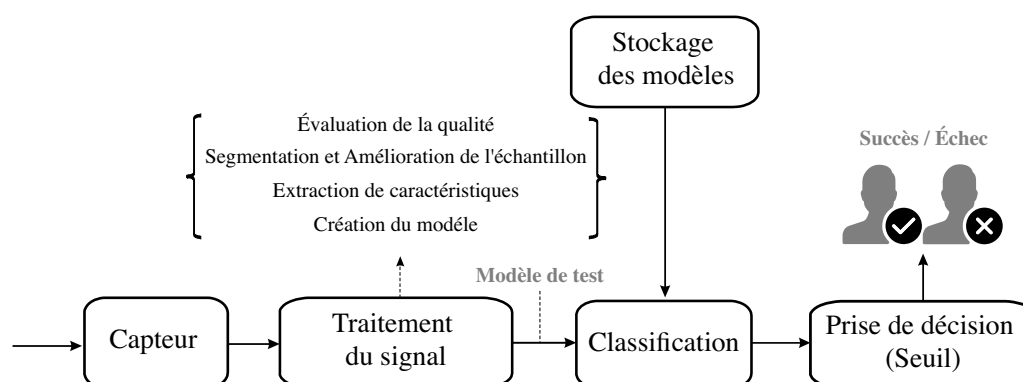 Stockage
des modèles
Évaluation de la qualité
Segmentation et Amélioration de l'échantillon
Extraction de caractéristiques
Création du modéle
Succès / Échec
Modèle de test
Capteur
Traitement
du signal
Classification
Prise de décision
(Seuil)